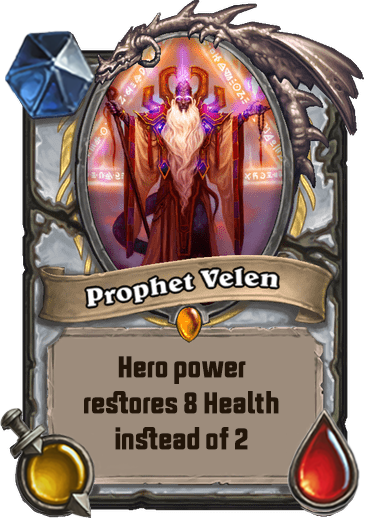 Prophet Velen
Hero power
restores 8 Health
instead of 2